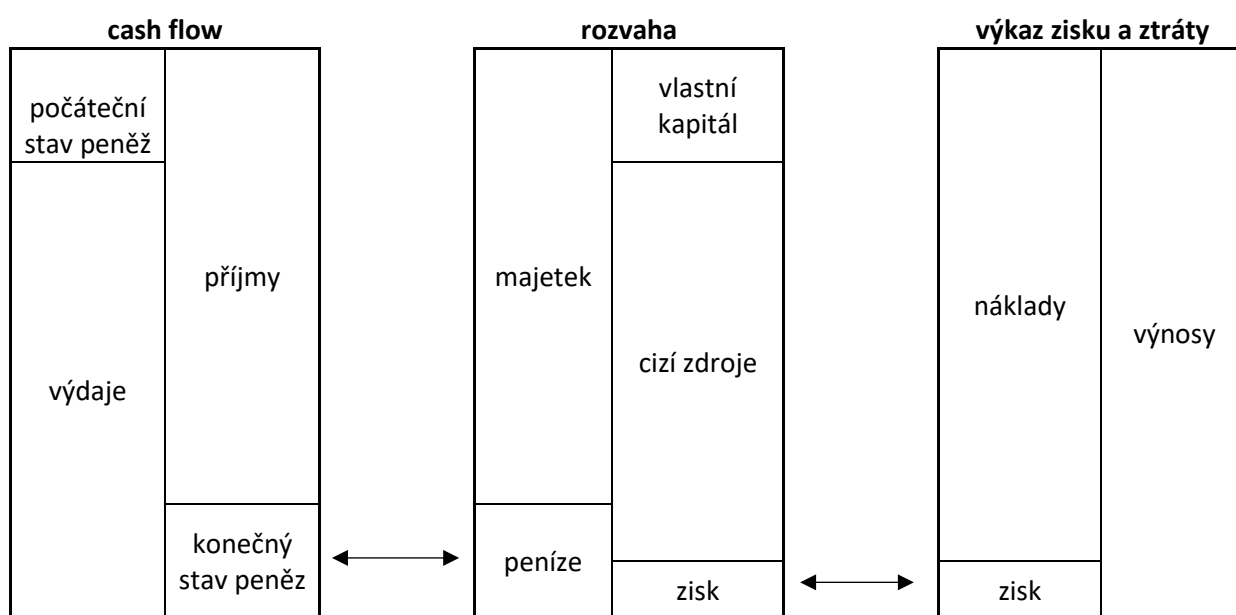 cash flow
počáteční
stav peněž
výdaje
příjmy
konečný
stav peněz
rozvaha
majetek
peníze
vlastní
kapitál
cizí zdroje
zisk
výkaz zisku a ztráty
náklady
zisk
výnosy